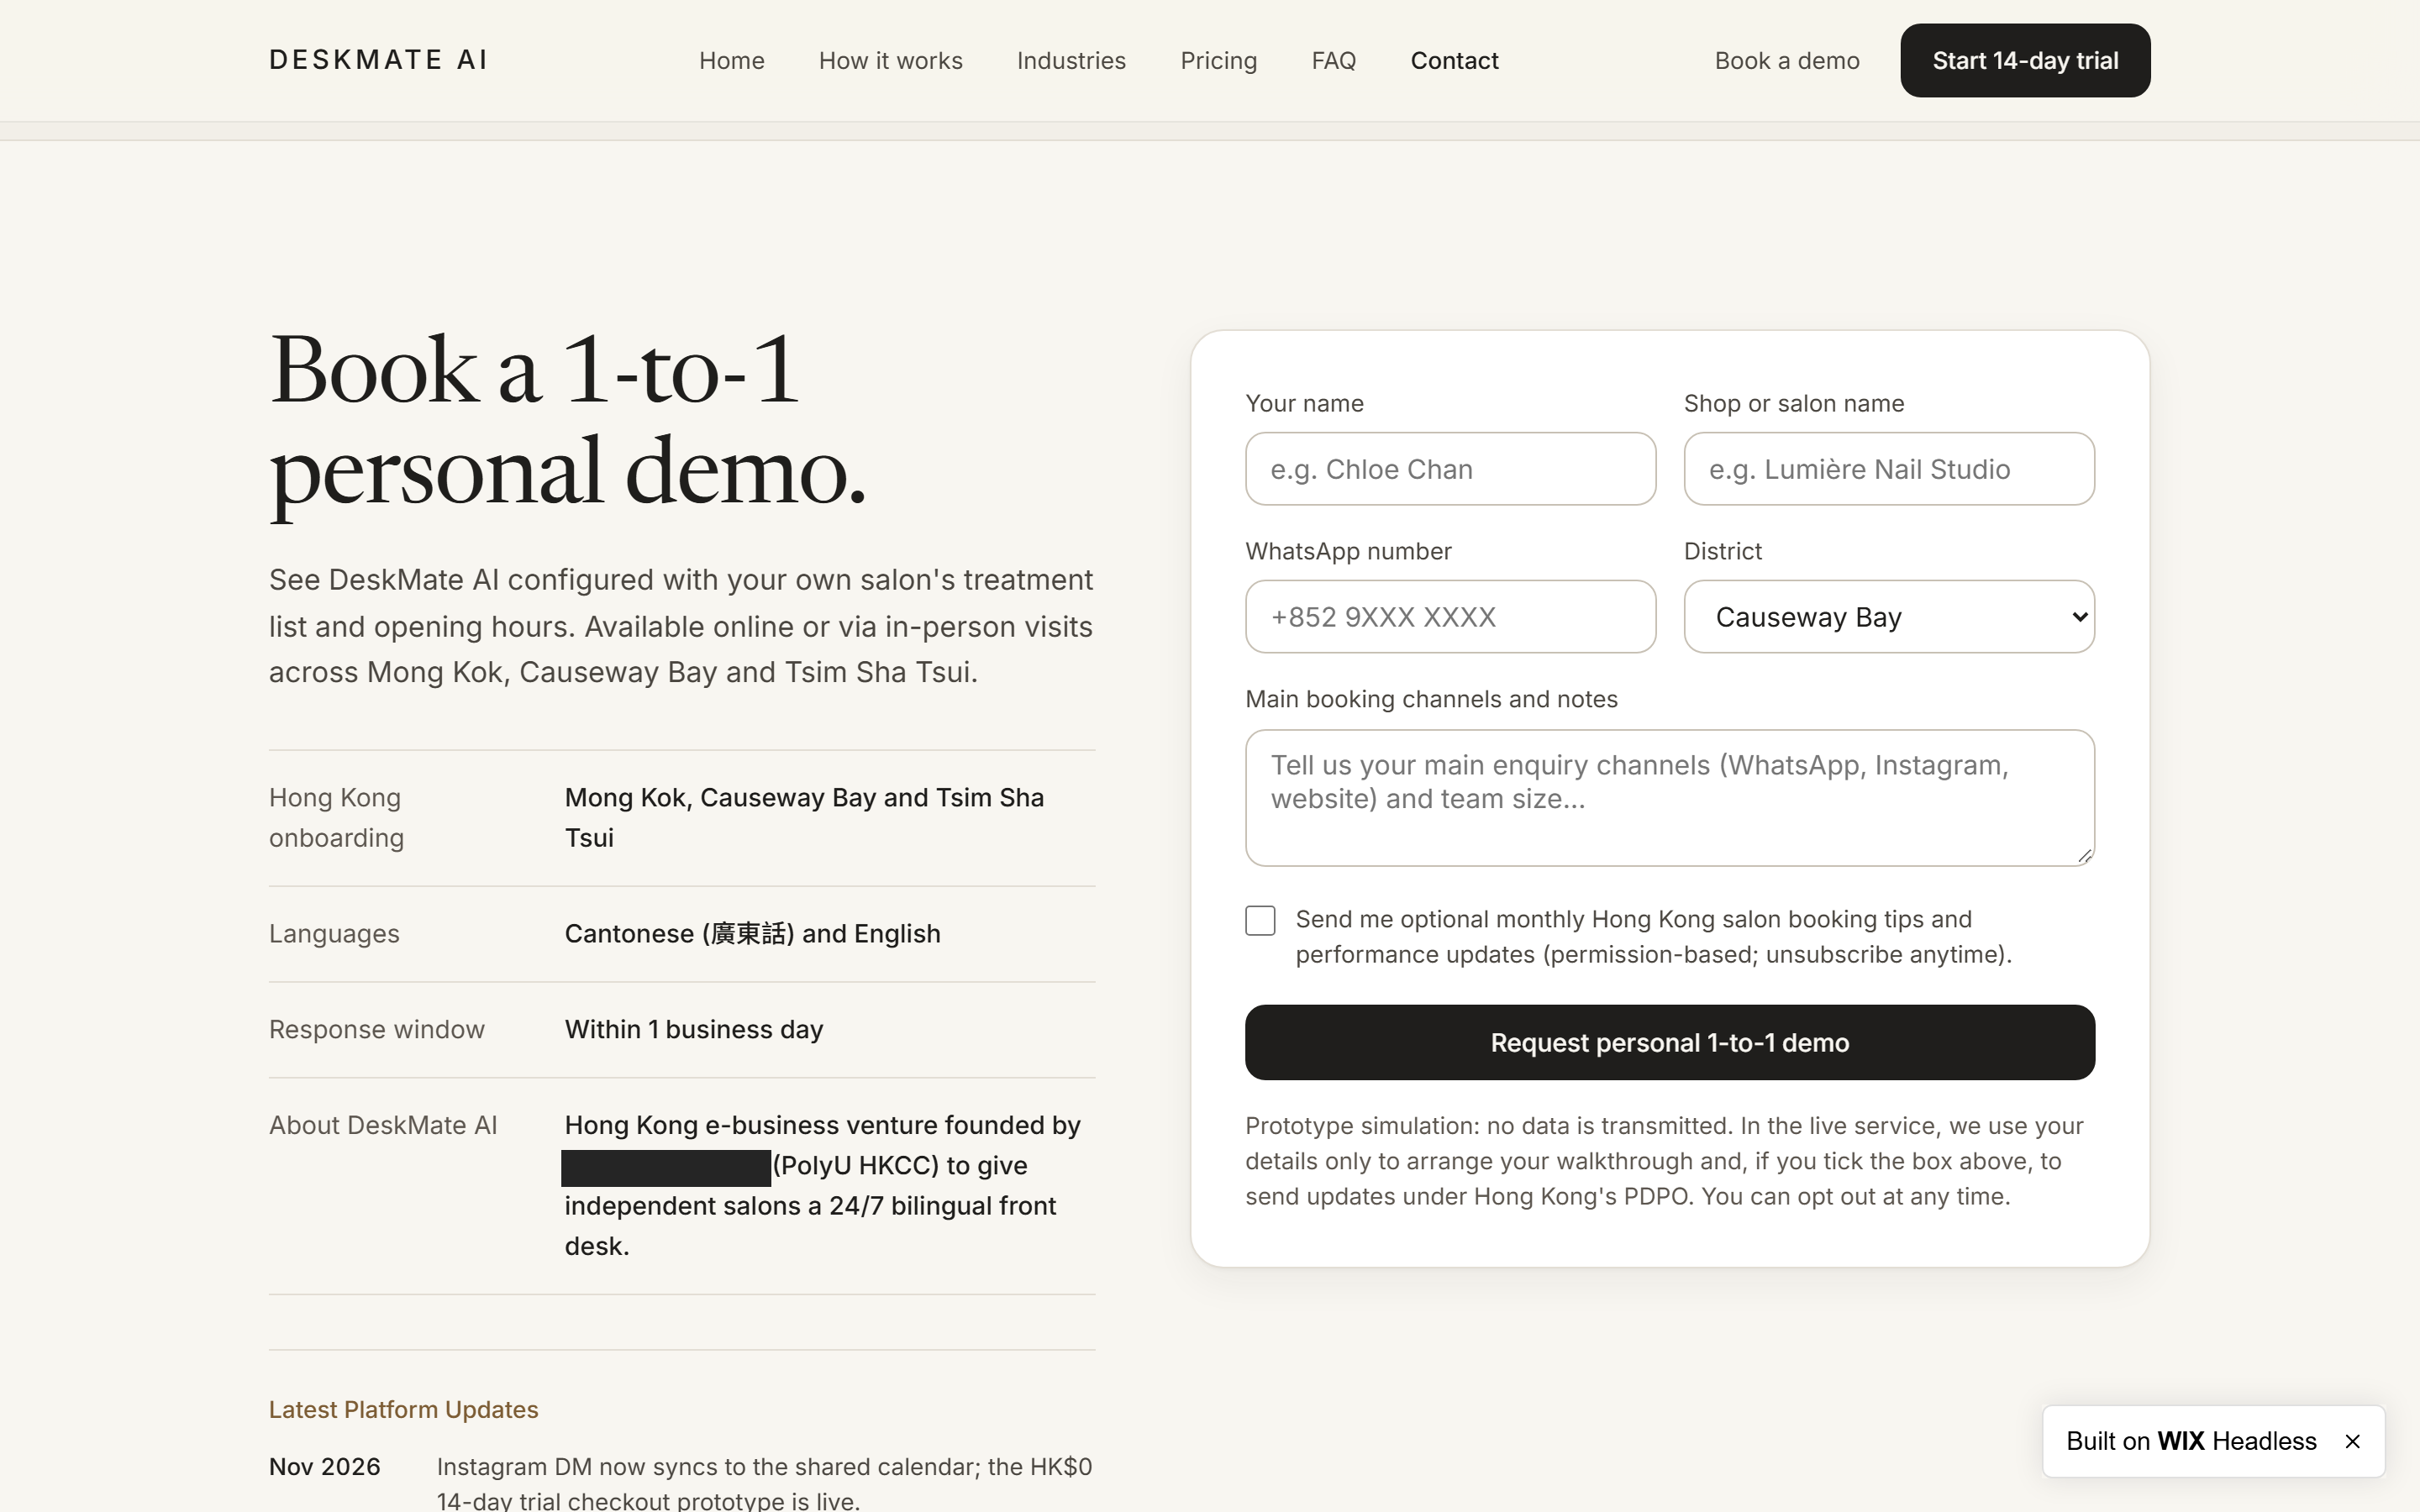 DESKMATE AI
Home
How it works
Industries
Pricing
FAQ
Contact
Book a demo
Start 14-day trial
Book a 1-to-1
personal demo.
See DeskMate AI configured with your own salon's treatment
list and opening hours. Available online or via in-person visits
across Mong Kok, Causeway Bay and Tsim Sha Tsui.
Hong Kong
onboarding
Mong Kok, Causeway Bay and Tsim Sha
Tsui
Languages
Cantonese (廣東話) and English
Response window
Within 1 business day
About DeskMate AI
Hong Kong e-business venture founded by
(PolyU HKCC) to give
independent salons a 24/7 bilingual front
desk.
Latest Platform Updates
Nov 2026
Instagram DM now syncs to the shared calendar; the HK$0
14-day trial checkout prototype is live.
Your name
e.g. Chloe Chan
Shop or salon name
e.g. Lumière Nail Studio
WhatsApp number
+852 9XXX XXXX
District
Causeway Bay
Main booking channels and notes
Tell us your main enquiry channels (WhatsApp, Instagram,
website) and team size...
Send me optional monthly Hong Kong salon booking tips and
performance updates (permission-based; unsubscribe anytime).
Request personal 1-to-1 demo
Prototype simulation: no data is transmitted. In the live service, we use your
details only to arrange your walkthrough and, if you tick the box above, to
send updates under Hong Kong's PDPO. You can opt out at any time.
Built on WIX Headless